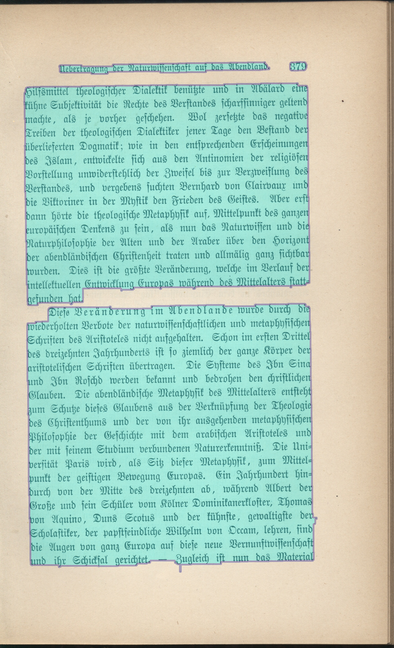 Uebertragung der Naturwissenschaft auf das Abendland. 379
Hilfsmittel theologischer Dialektik benützte und in Abälard eine
kühne Subjektivität die Rechte des Verstandes scharfsinniger geltend
machte, als je vorher geschehen. Wol zersetzte das negative
Treiben der theologischen Dialektiker jener Tage den Bestand der
überlieferten Dogmatik; wie in den entsprechenden Erscheinungen
des Islam, entwickelte sich aus den Antinomien der religiösen
Vorstellung unwiderstehlich der Zweifel bis zur Verzweiflung des
Verstandes, und vergebens suchten Bernhard von Clairvaux und
die Viktoriner in der Mystik den Frieden des Geistes. Aber erst
dann hörte die theologische Metaphysik auf, Mittelpunkt des ganzen
europäischen Denkens zu sein, als nun das Naturwissen und die
Naturphilosophie der Alten und der Araber über den Horizont
der abendländischen Christenheit traten und allmälig ganz sichtbar
wurden. Dies ist die größte Veränderung, welche im Verlauf der
intellectuellen Entwicklung Europas während des Mittelalters statt-
gefunden hat.
Diese Veränderung im Abendlande wurde durch die
wiederholten Verbote der naturwissenschaftlichen und metaphysischen
Schriften des Aristoteles nicht aufgehalten. Schon im ersten Drittel
des dreizehnten Jahrhunderts ist so ziemlich der ganze Körper der
aristotelischen Schriften übertragen. Die Systeme des Ibn Sina
und Ibn Roschd werden bekannt und bedrohen den christlichen
Glauben. Die abendländische Metaphysik des Mittelalters entsteht
zum Schutze dieses Glaubens aus der Verknüpfung der Theologie
des Christenthums und der von ihr ausgehenden metaphysischen
Philosophie der Geschichte mit dem arabischen Aristoteles und
der mit seinem Studium verbundenen Naturerkenntniß. Die Uni-
versität Paris wird, als Sitz dieser Metaphysik, zum Mittel-
punkt der geistigen Bewegung Europas. Ein Jahrhundert hin-
durch von der Mitte des dreizehnten ab, während Albert der
Große und sein Schüler vom Kölner Dominikanerkloster, Thomas
von Aquino, Duns Scotus und der kühnste, gewaltigste der
Scholastiker, der papstfeindliche Wilhelm von Occam, lehren, sind
die Augen von ganz Europa auf diese neue Vernunftwissenschaft
und ihr Schicksal gerichtet. — Zugleich ist nun das Material